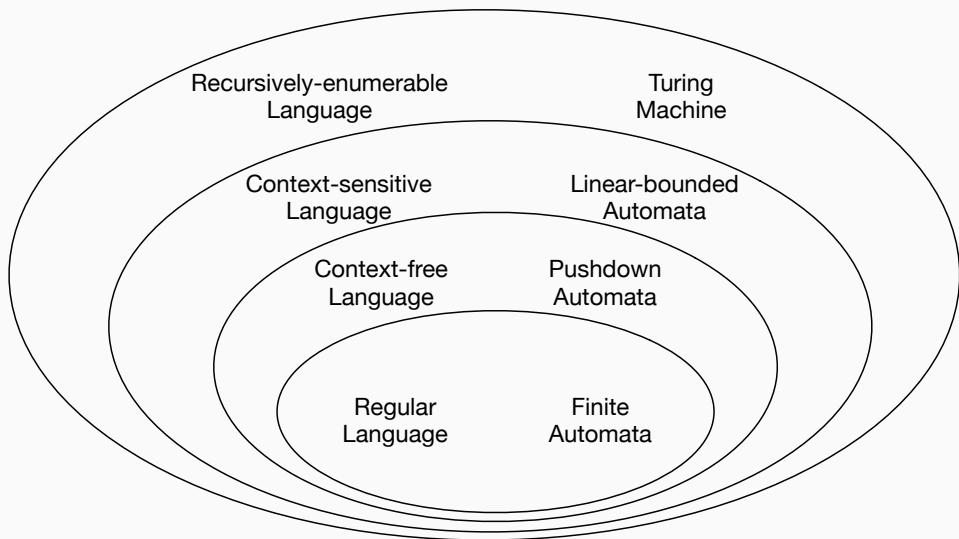 Recursively-enumerable
Language
Turing
Machine
Context-sensitive
Language
Linear-bounded
Automata
Context-free
Language
Pushdown
Automata
Regular
Language
Finite
Automata